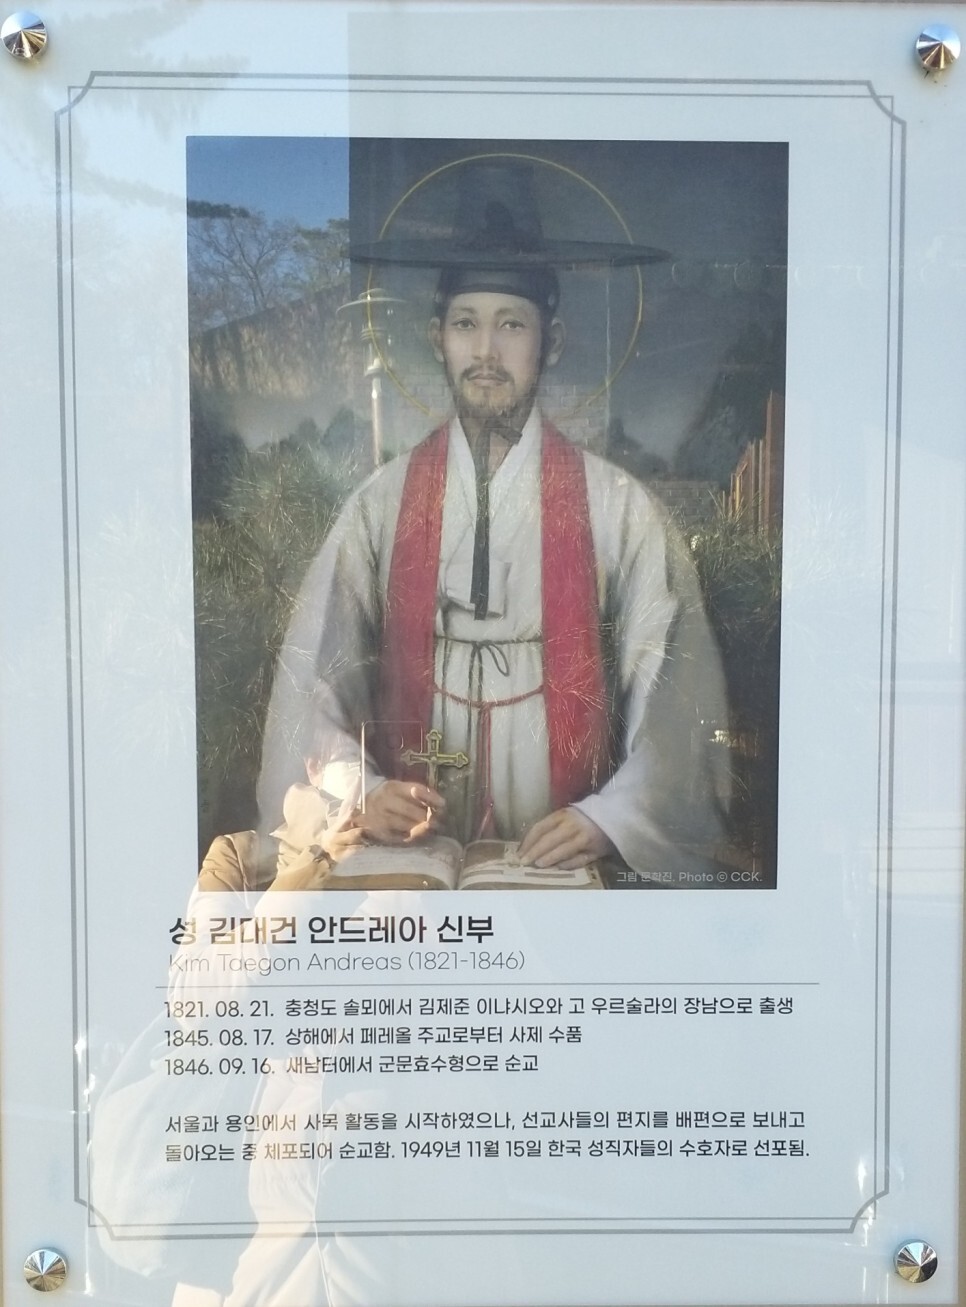 그림 문학진. Photo ⓒ CCK.
성 김대건 안드레아 신부
Kim Taegon Andreas (1821-1846)
1821. 08. 21. 충청도 솔뫼에서 김제준 이냐시오와 고 우르술라의 장남으로 출생
1845. 08. 17. 상해에서 페레올 주교로부터 사제 수품
1846. 09. 16. 새남터에서 군문효수형으로 순교
서울과 용인에서 사목 활동을 시작하였으나, 선교사들의 편지를 배편으로 보내고
돌아오는 중 체포되어 순교함. 1949년 11월 15일 한국 성직자들의 수호자로 선포됨.